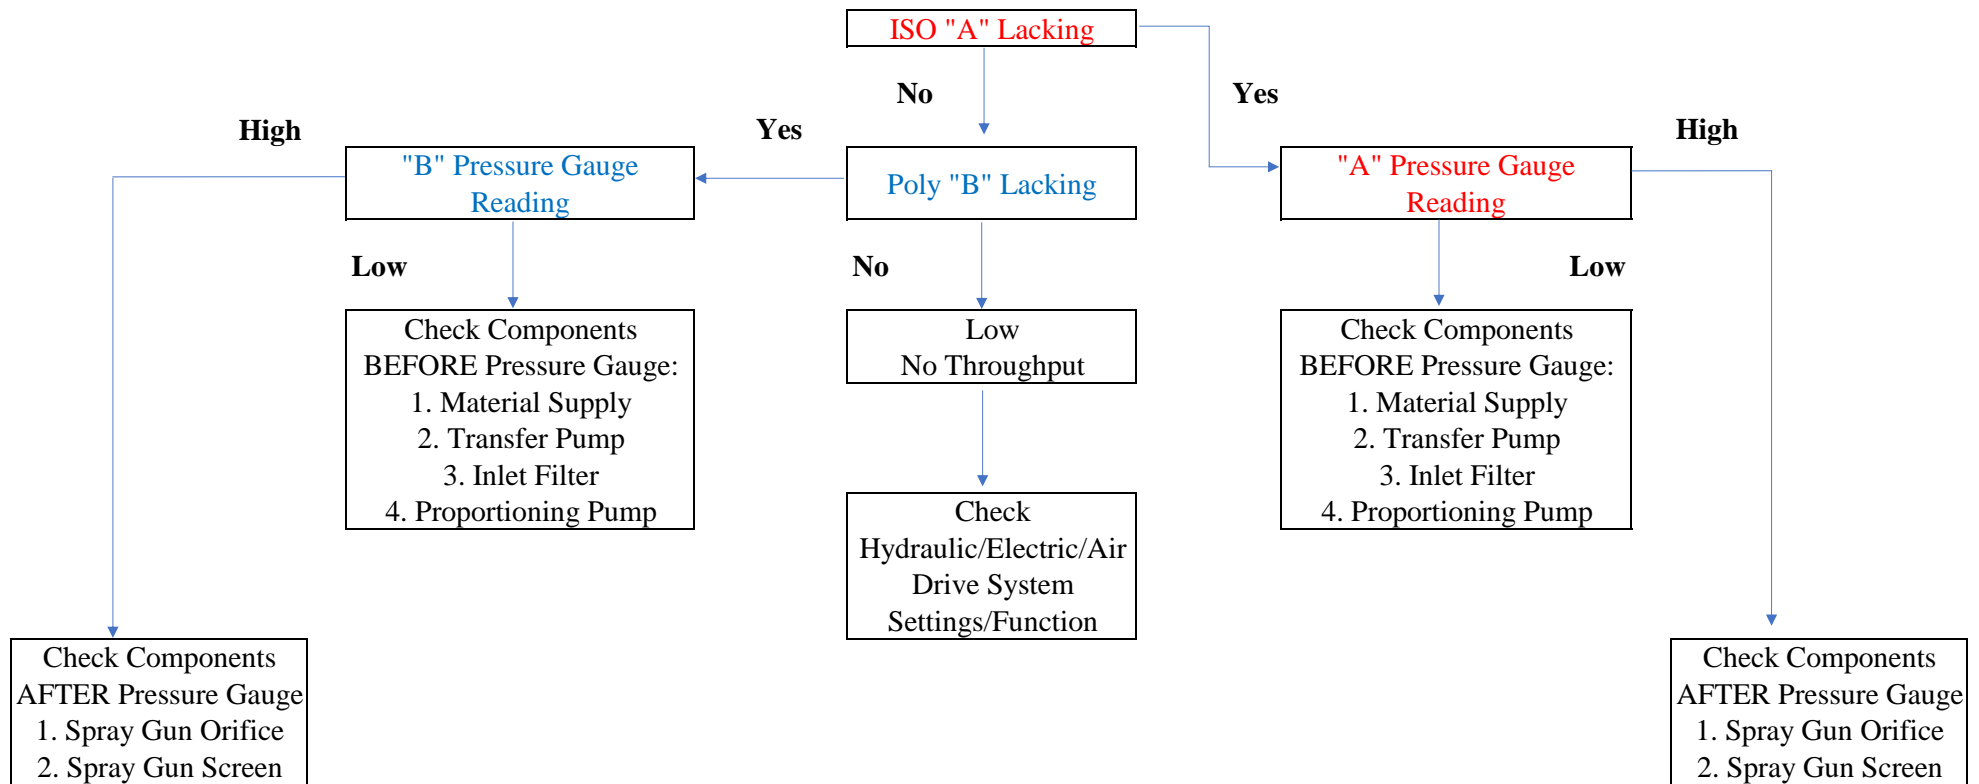 ISO "A" Lacking
No
Yes
High
Yes
High
"B" Pressure Gauge
Reading
Poly "B" Lacking
"A" Pressure Gauge
Reading
Low
No
Low
Check Components
BEFORE Pressure Gauge:
1. Material Supply
2. Transfer Pump
3. Inlet Filter
4. Proportioning Pump
Low
No Throughput
Check Components
BEFORE Pressure Gauge:
1. Material Supply
2. Transfer Pump
3. Inlet Filter
4. Proportioning Pump
Check
Hydraulic/Electric/Air
Drive System
Settings/Function
Check Components
AFTER Pressure Gauge
1. Spray Gun Orifice
2. Spray Gun Screen
Check Components
AFTER Pressure Gauge
1. Spray Gun Orifice
2. Spray Gun Screen